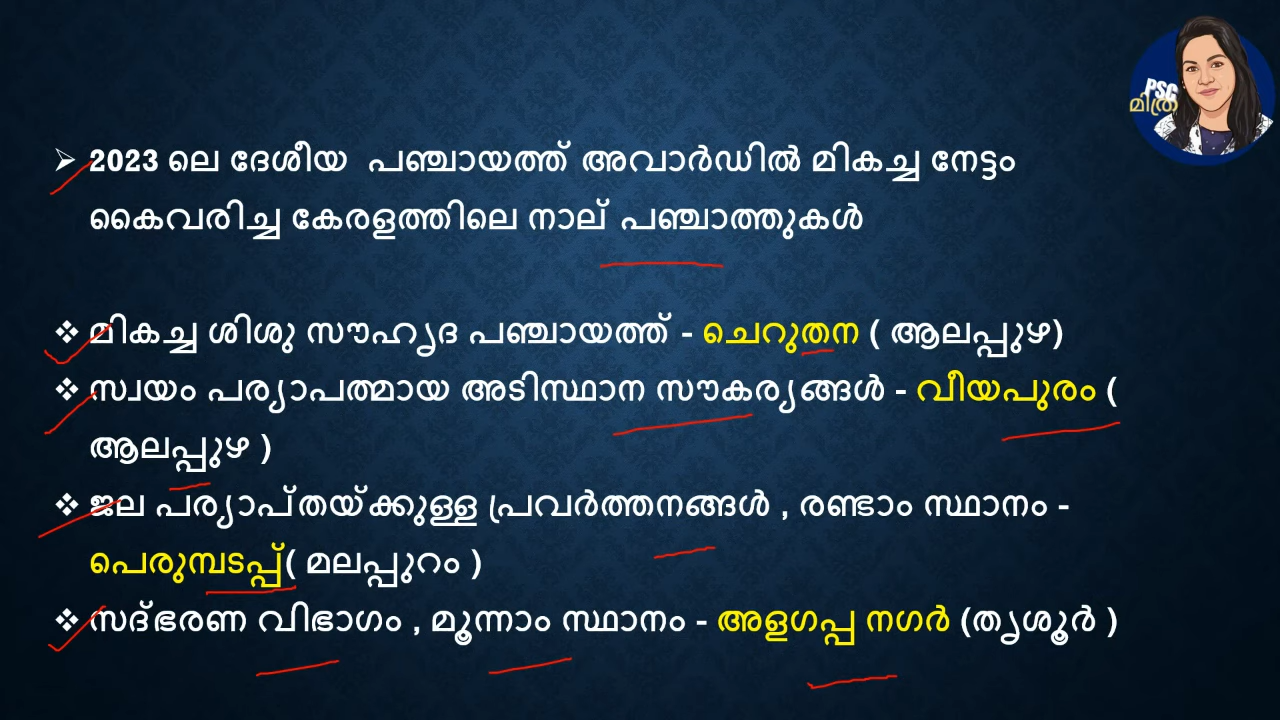 PSC
മിത്ര
➢ 2023 ലെ ദേശീയ പഞ്ചായത്ത് അവാർഡിൽ മികച്ച നേട്ടം
കൈവരിച്ച കേരളത്തിലെ നാല് പഞ്ചാത്തുകൾ
❖ മികച്ച ശിശു സൗഹൃദ പഞ്ചായത്ത് - ചെറുതന ( ആലപ്പുഴ)
❖ സ്വയം പര്യാപത്മായ അടിസ്ഥാന സൗകര്യങ്ങൾ - വീയപുരം (
ആലപ്പുഴ )
❖ ജല പര്യാപ്തയ്ക്കുള്ള പ്രവർത്തനങ്ങൾ , രണ്ടാം സ്ഥാനം -
പെരുമ്പടപ്പ്( മലപ്പുറം )
❖ സദ്ഭരണ വിഭാഗം , മൂന്നാം സ്ഥാനം - അളഗപ്പ നഗർ (തൃശൂർ )